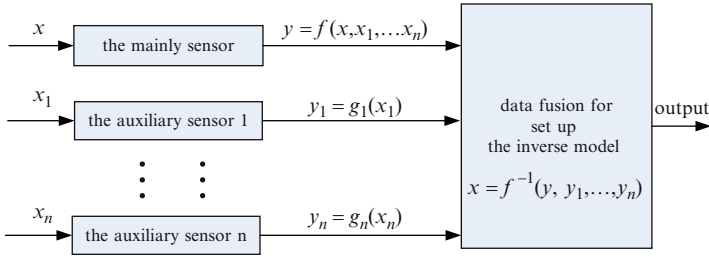 x
the mainly sensor
y = f(x,x₁,…xₙ)
x₁
the auxiliary sensor 1
y₁ = g₁(x₁)
xₙ
the auxiliary sensor n
yₙ = gₙ(xₙ)
data fusion for
set up
the inverse model
x = f⁻¹(y, y₁,…,yₙ)
output